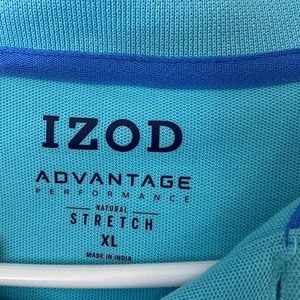 IZOD
ADVANTAGE
PERFORMANCE
NATURAL
STRETCH
XL
MADE IN INDIA